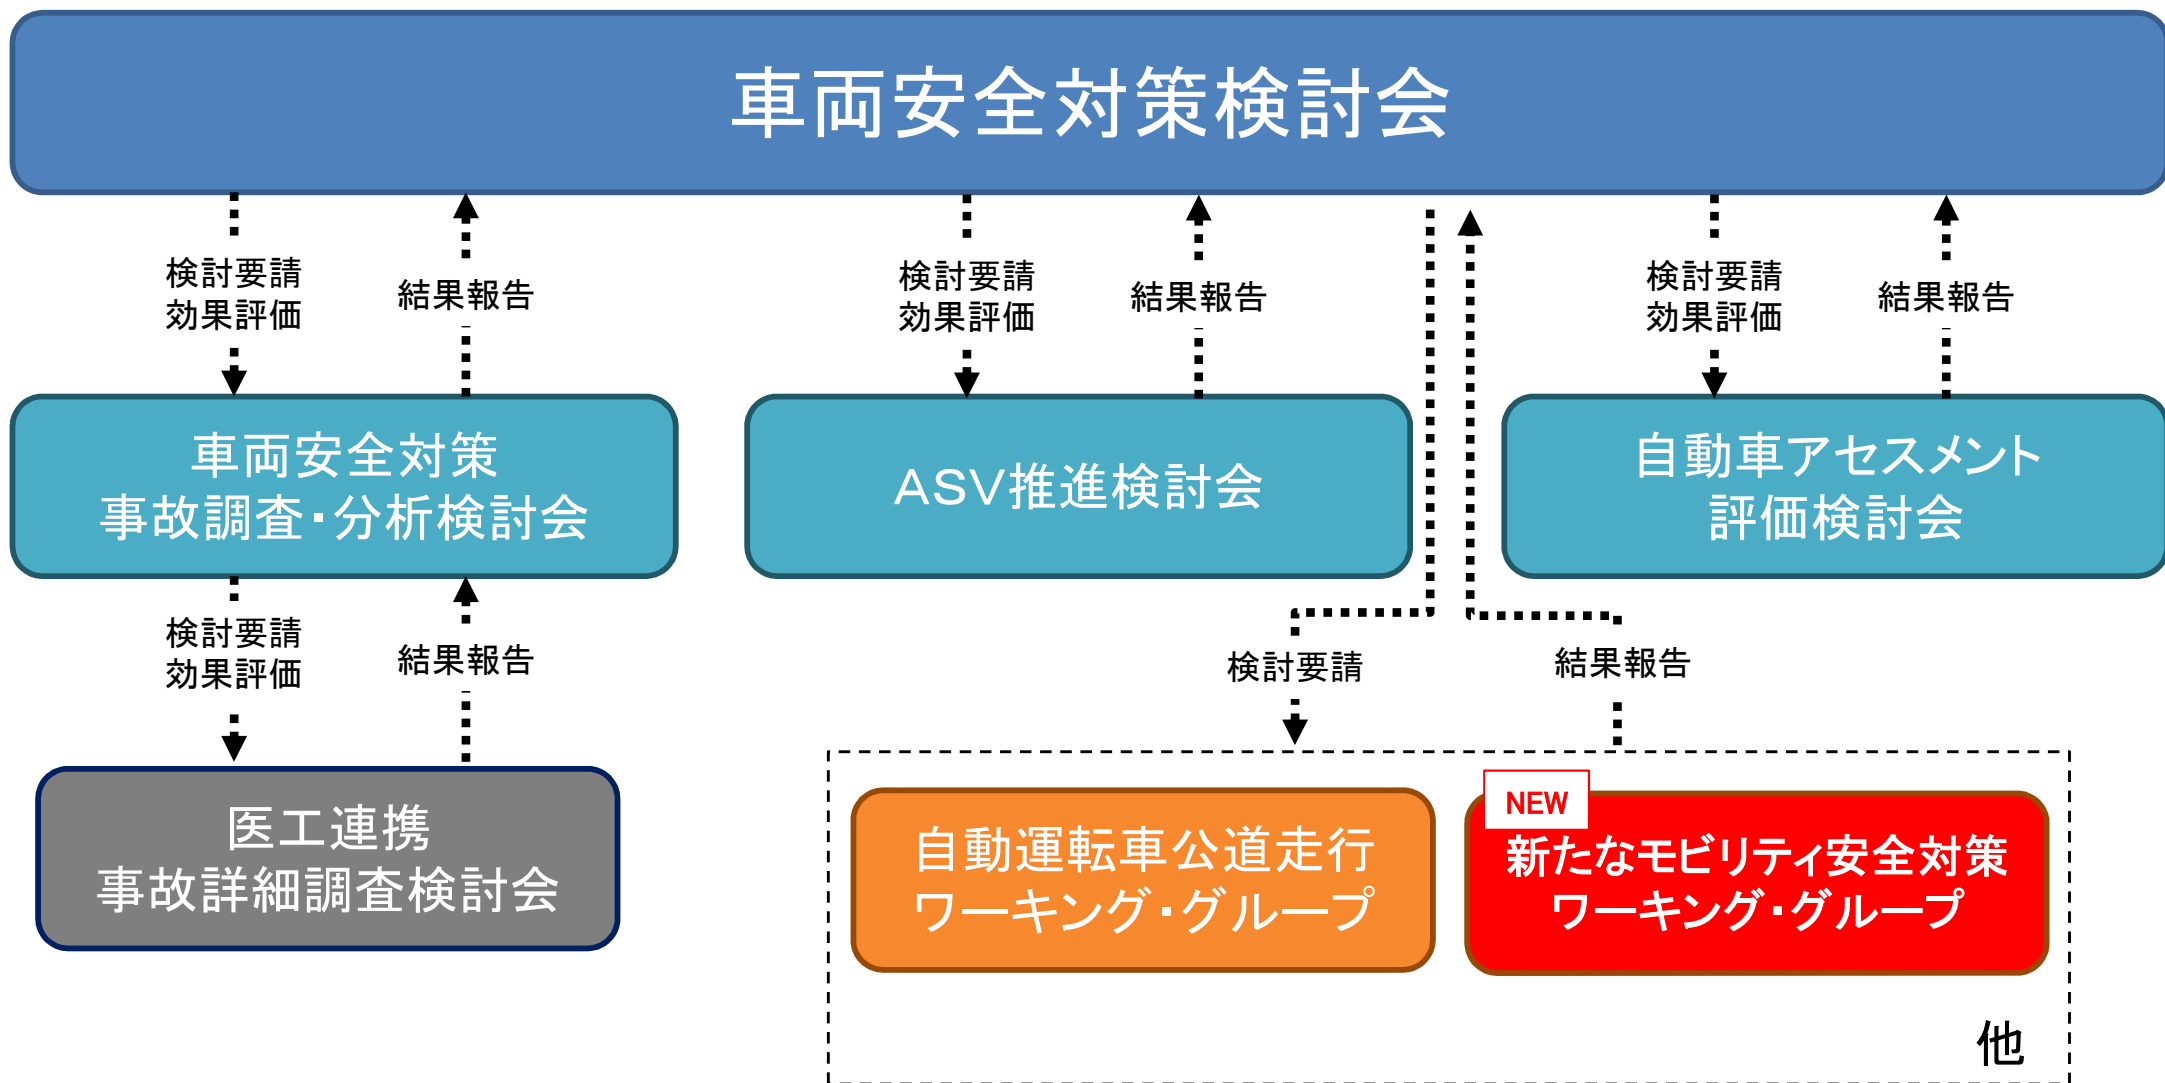 車両安全対策検討会
検討要請
効果評価
結果報告
検討要請
効果評価
結果報告
検討要請
効果評価
結果報告
車両安全対策
事故調査・分析検討会
ASV推進検討会
自動車アセスメント
評価検討会
検討要請
効果評価
結果報告
検討要請
結果報告
医工連携
事故詳細調査検討会
自動運転車公道走行
ワーキング・グループ
NEW
新たなモビリティ安全対策
ワーキング・グループ
他